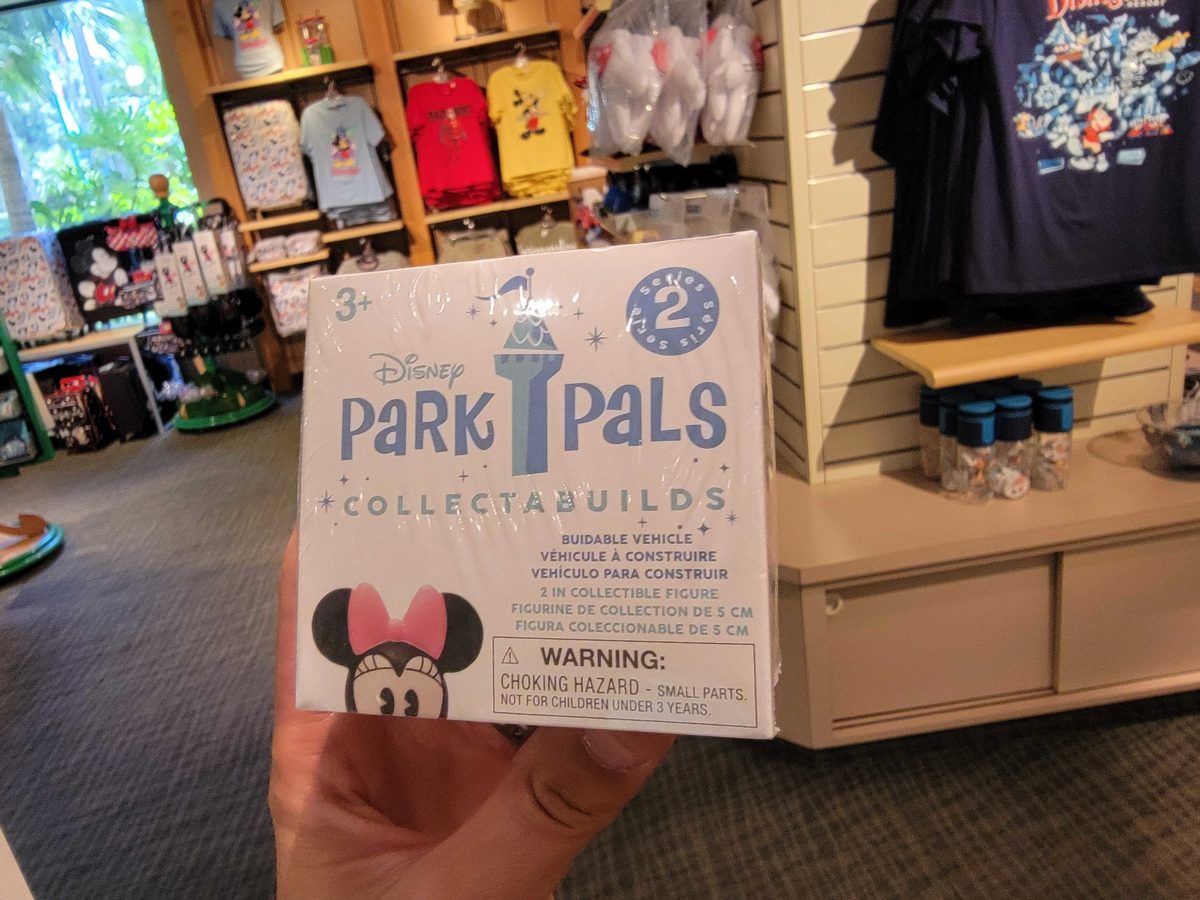 3+
series série serie
2
Disney
PARK PALS
COLLECTABUILDS
BUIDABLE VEHICLE
VÉHICULE À CONSTRUIRE
VEHÍCULO PARA CONSTRUIR
2 IN COLLECTIBLE FIGURE
FIGURINE DE COLLECTION DE 5 CM
FIGURA COLECCIONABLE DE 5 CM
WARNING:
CHOKING HAZARD - SMALL PARTS.
NOT FOR CHILDREN UNDER 3 YEARS.